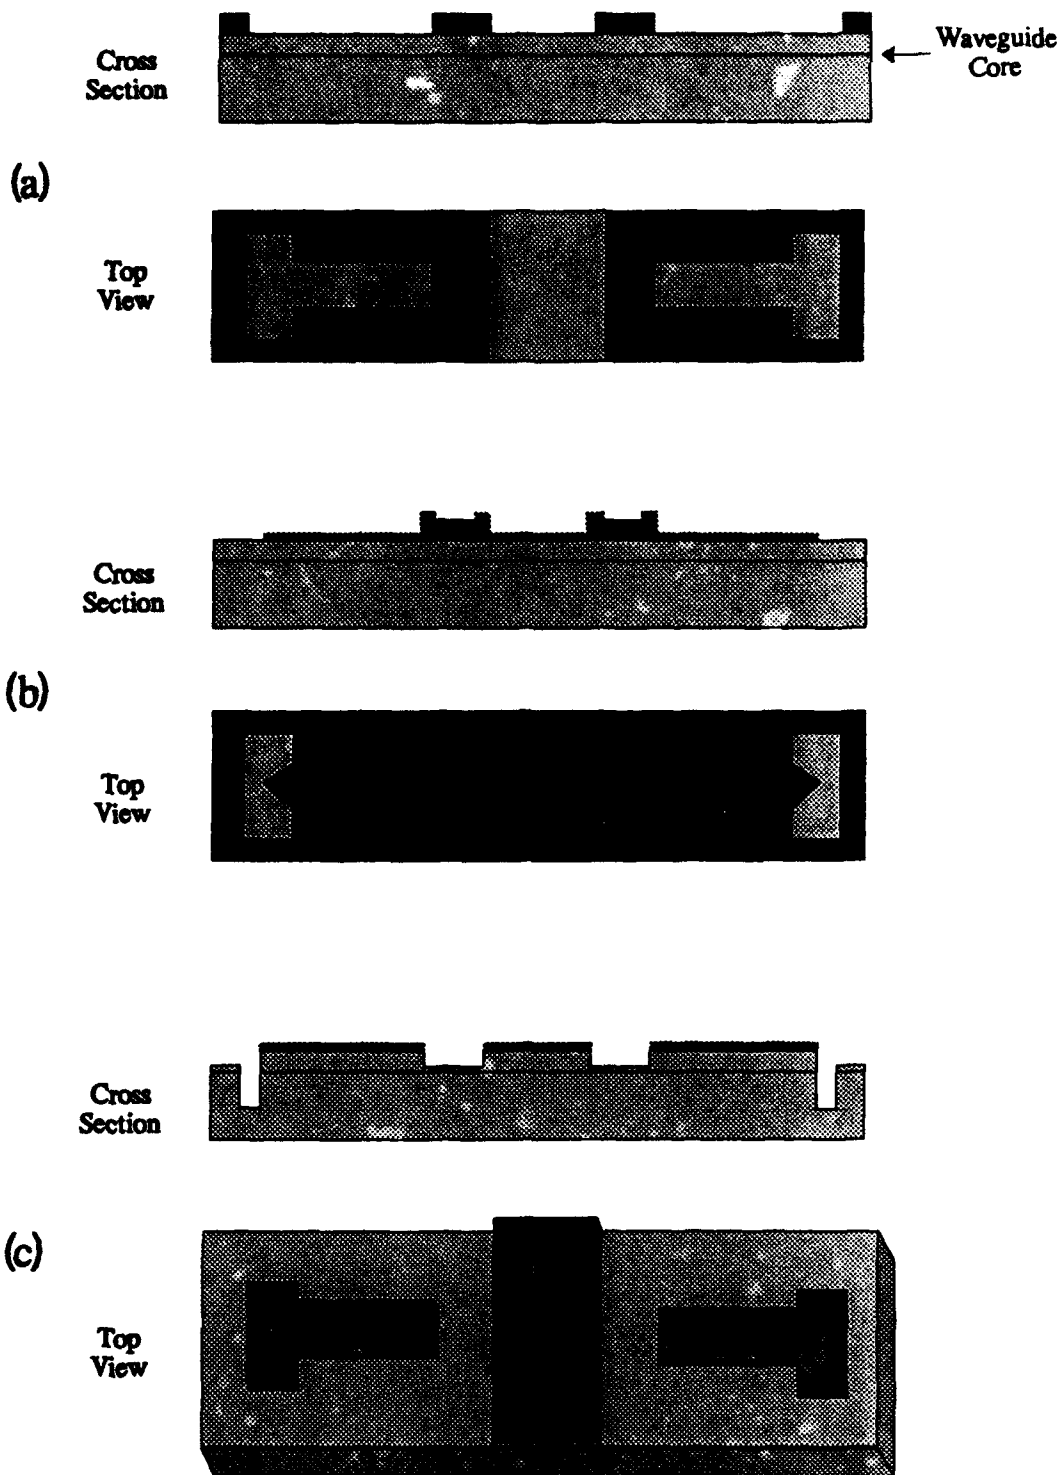 Waveguide
Core
Cross
Section
(a)
Top
View
Cross
Section
(b)
Top
View
Cross
Section
(c)
Top
View